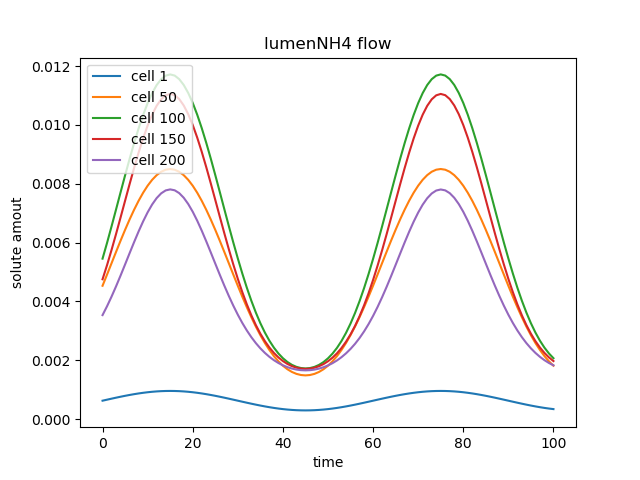 lumenNH4 flow
solute amout
0.012
0.010
0.008
0.006
0.004
0.002
0.000
cell 1
cell 50
cell 100
cell 150
cell 200
0
20
40
60
80
100
time